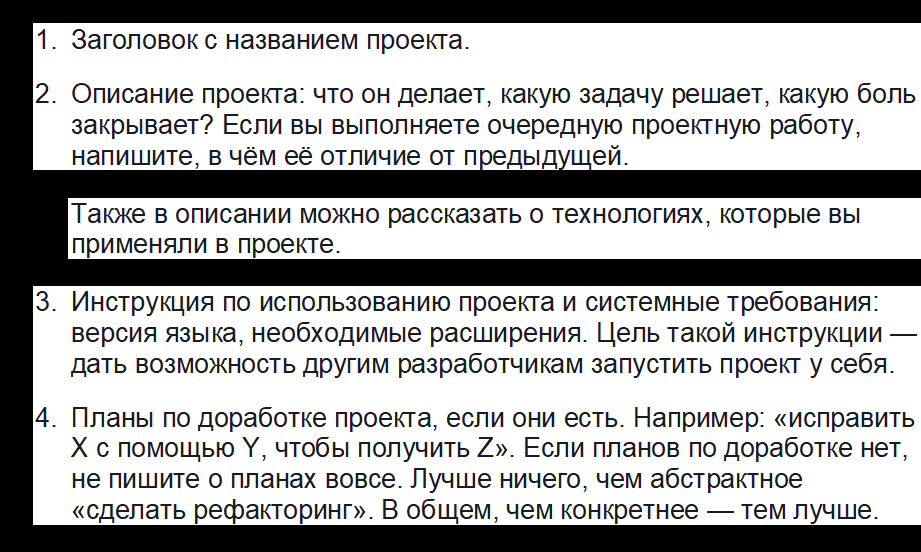 1. Заголовок с названием проекта.
2. Описание проекта: что он делает, какую задачу решает, какую боль
закрывает? Если вы выполняете очередную проектную работу,
напишите, в чём её отличие от предыдущей.
Также в описании можно рассказать о технологиях, которые вы
применяли в проекте.
3. Инструкция по использованию проекта и системные требования:
версия языка, необходимые расширения. Цель такой инструкции —
дать возможность другим разработчикам запустить проект у себя.
4. Планы по доработке проекта, если они есть. Например: «исправить
X с помощью Y, чтобы получить Z». Если планов по доработке нет,
не пишите о планах вовсе. Лучше ничего, чем абстрактное
«сделать рефакторинг». В общем, чем конкретнее — тем лучше.